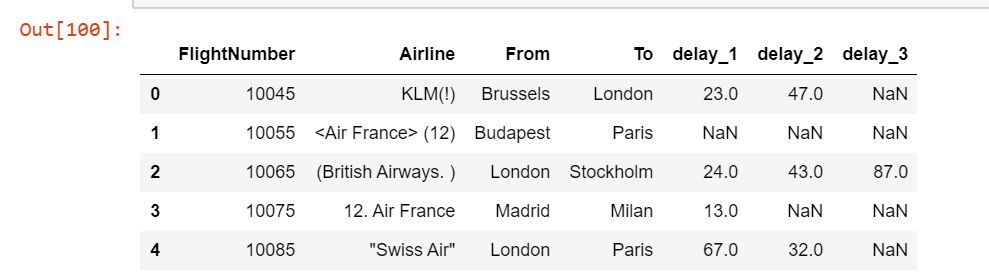 Out[100]:
FlightNumber Airline From To delay_1 delay_2 delay_3
0 10045 KLM(!) Brussels London 23.0 47.0 NaN
1 10055 <Air France> (12) Budapest Paris NaN NaN NaN
2 10065 (British Airways. ) London Stockholm 24.0 43.0 87.0
3 10075 12. Air France Madrid Milan 13.0 NaN NaN
4 10085 "Swiss Air" London Paris 67.0 32.0 NaN